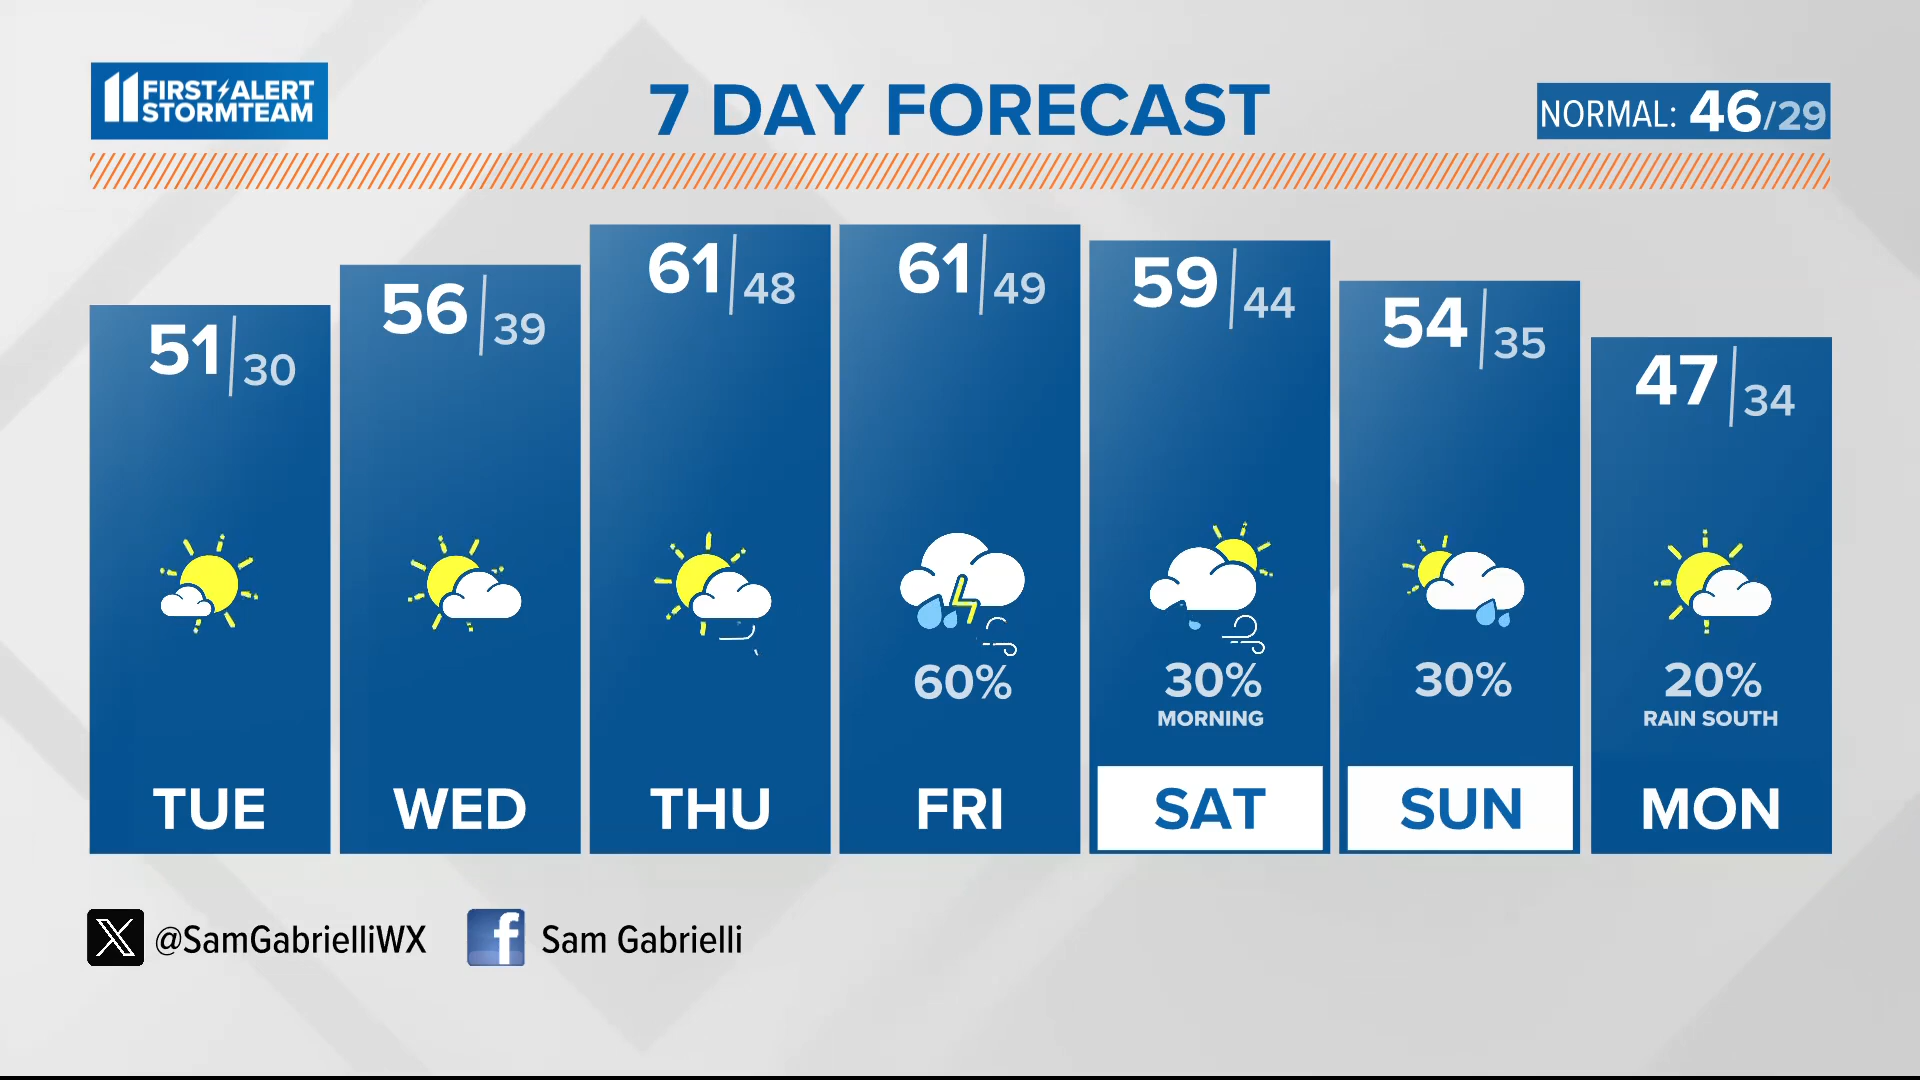 11 FIRST ALERT
STORMTEAM
7 DAY FORECAST
NORMAL: 46/29
51/30
TUE
56/39
WED
61/48
THU
61/49
60%
FRI
59/44
30%
MORNING
SAT
54/35
30%
SUN
47/34
20%
RAIN SOUTH
MON
@SamGabrielliWX
f Sam Gabrielli